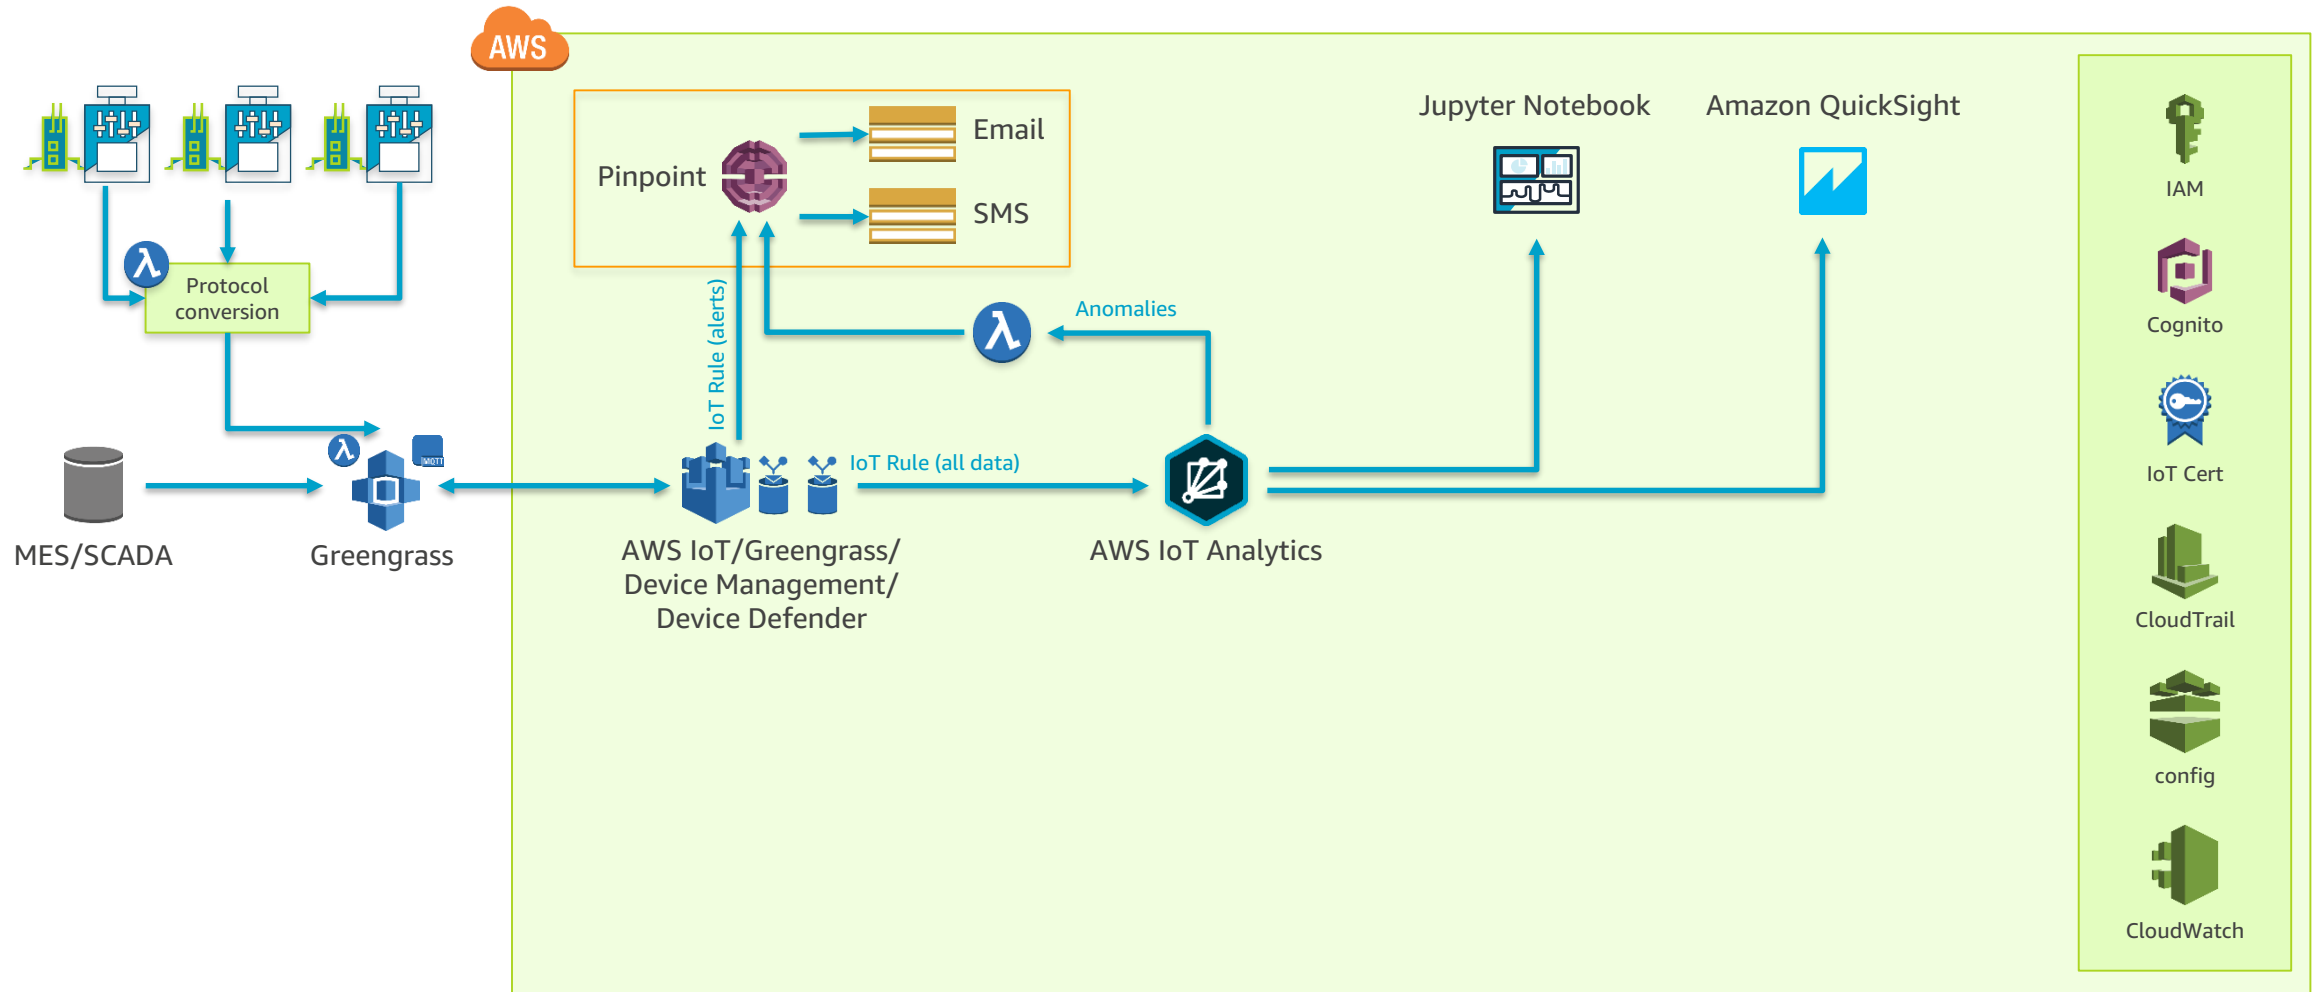 AWS
Jupyter Notebook
Amazon QuickSight
Email
Pinpoint
SMS
IAM
Protocol
conversion
IoT Rule (alerts)
Anomalies
Cognito
MQTT
IoT Rule (all data)
IoT Cert
MES/SCADA
Greengrass
AWS IoT/Greengrass/
Device Management/
Device Defender
AWS IoT Analytics
CloudTrail
config
CloudWatch